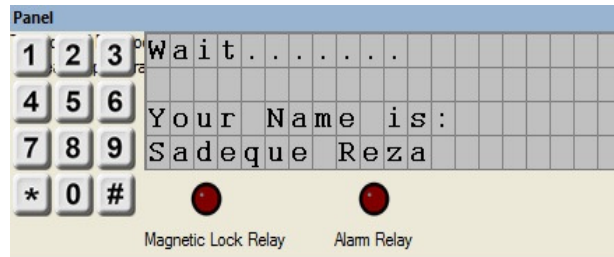 Panel
Wait.......
Your Name is:
Sadeque Reza
1 2 3
4 5 6
7 8 9
* 0 #
Magnetic Lock Relay
Alarm Relay